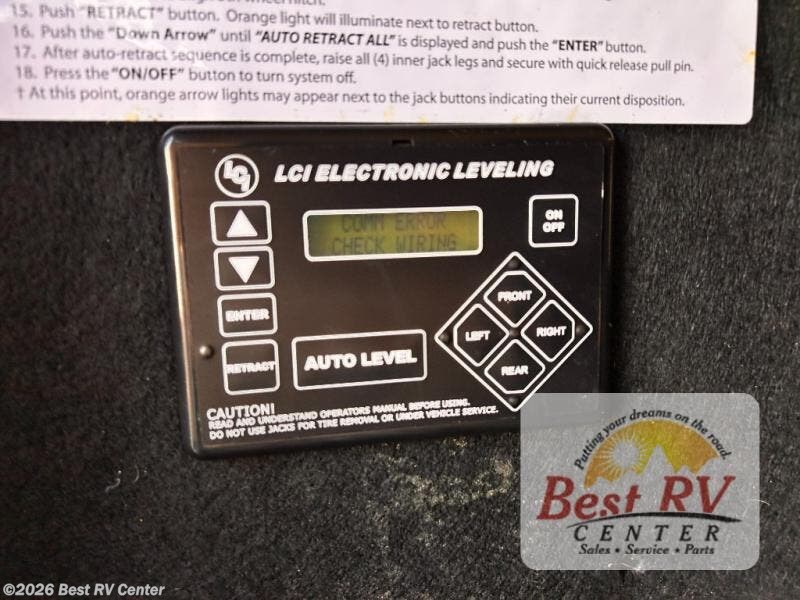 15. Push "RETRACT" button. Orange light will illuminate next to retract button.
16. Push the "Down Arrow" until "AUTO RETRACT ALL" is displayed and push the "ENTER" button.
17. After auto-retract sequence is complete, raise all (4) inner jack legs and secure with quick release pull pin.
18. Press the "ON/OFF" button to turn system off.
† At this point, orange arrow lights may appear next to the jack buttons indicating their current disposition.
LCI
LCI ELECTRONIC LEVELING
COMM ERROR
CHECK WIRING
ON
OFF
ENTER
RETRACT
AUTO LEVEL
FRONT
LEFT
RIGHT
REAR
CAUTION!
READ AND UNDERSTAND OPERATORS MANUAL BEFORE USING.
DO NOT USE JACKS FOR TIRE REMOVAL OR UNDER VEHICLE SERVICE.
Putting your dreams on the road.
Best RV
CENTER
Sales • Service • Parts
©2026 Best RV Center